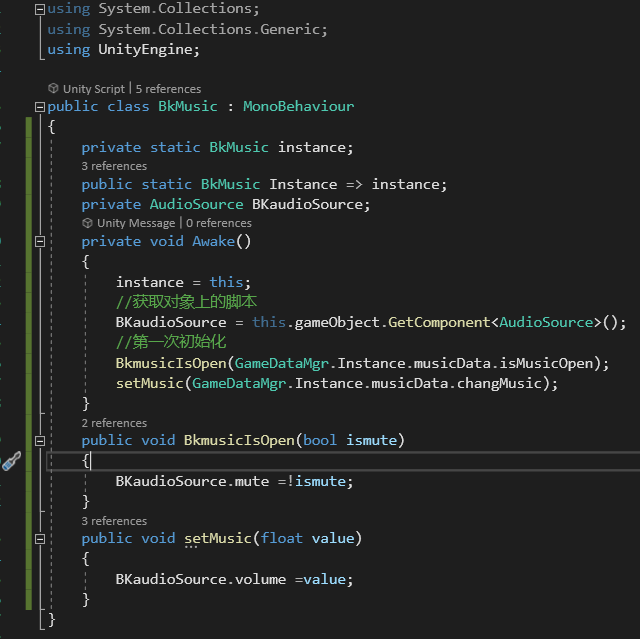 using System.Collections;
using System.Collections.Generic;
using UnityEngine;
Unity Script | 5 references
public class BkMusic : MonoBehaviour
{
private static BkMusic instance;
3 references
public static BkMusic Instance => instance;
private AudioSource BKaudioSource;
Unity Message | 0 references
private void Awake()
{
instance = this;
//获取对象上的脚本
BKaudioSource = this.gameObject.GetComponent<AudioSource>();
//第一次初始化
BkmusicIsOpen(GameDataMgr.Instance.musicData.isMusicOpen);
setMusic(GameDataMgr.Instance.musicData.changMusic);
}
2 references
public void BkmusicIsOpen(bool ismute)
{
BKaudioSource.mute =!ismute;
}
3 references
public void setMusic(float value)
{
BKaudioSource.volume =value;
}
}